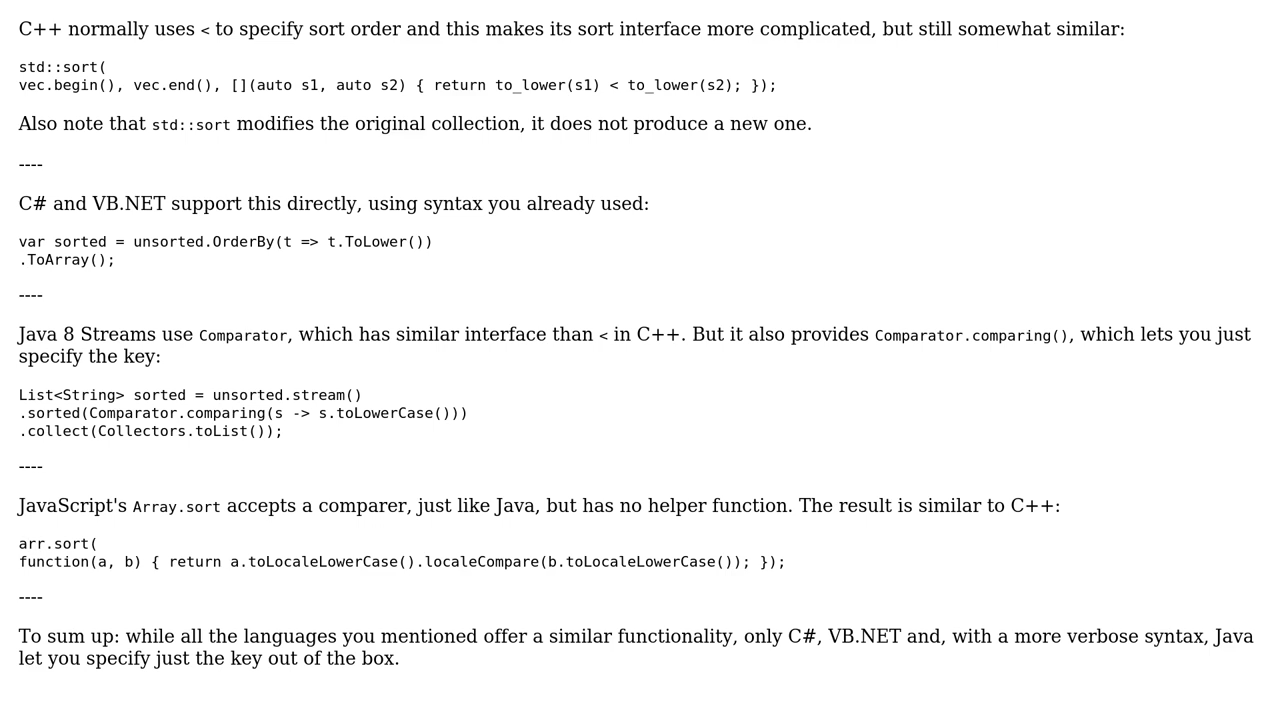 C++ normally uses < to specify sort order and this makes its sort interface more complicated, but still somewhat similar:
std::sort(
vec.begin(), vec.end(), [](auto s1, auto s2) { return to_lower(s1) < to_lower(s2); });
Also note that std::sort modifies the original collection, it does not produce a new one.
----
C# and VB.NET support this directly, using syntax you already used:
var sorted = unsorted.OrderBy(t => t.ToLower())
.ToArray();
----
Java 8 Streams use Comparator, which has similar interface than < in C++. But it also provides Comparator.comparing(), which lets you just
specify the key:
List<String> sorted = unsorted.stream()
.sorted(Comparator.comparing(s -> s.toLowerCase()))
.collect(Collectors.toList());
----
JavaScript's Array.sort accepts a comparer, just like Java, but has no helper function. The result is similar to C++:
arr.sort(
function(a, b) { return a.toLocaleLowerCase().localeCompare(b.toLocaleLowerCase()); });
----
To sum up: while all the languages you mentioned offer a similar functionality, only C#, VB.NET and, with a more verbose syntax, Java
let you specify just the key out of the box.